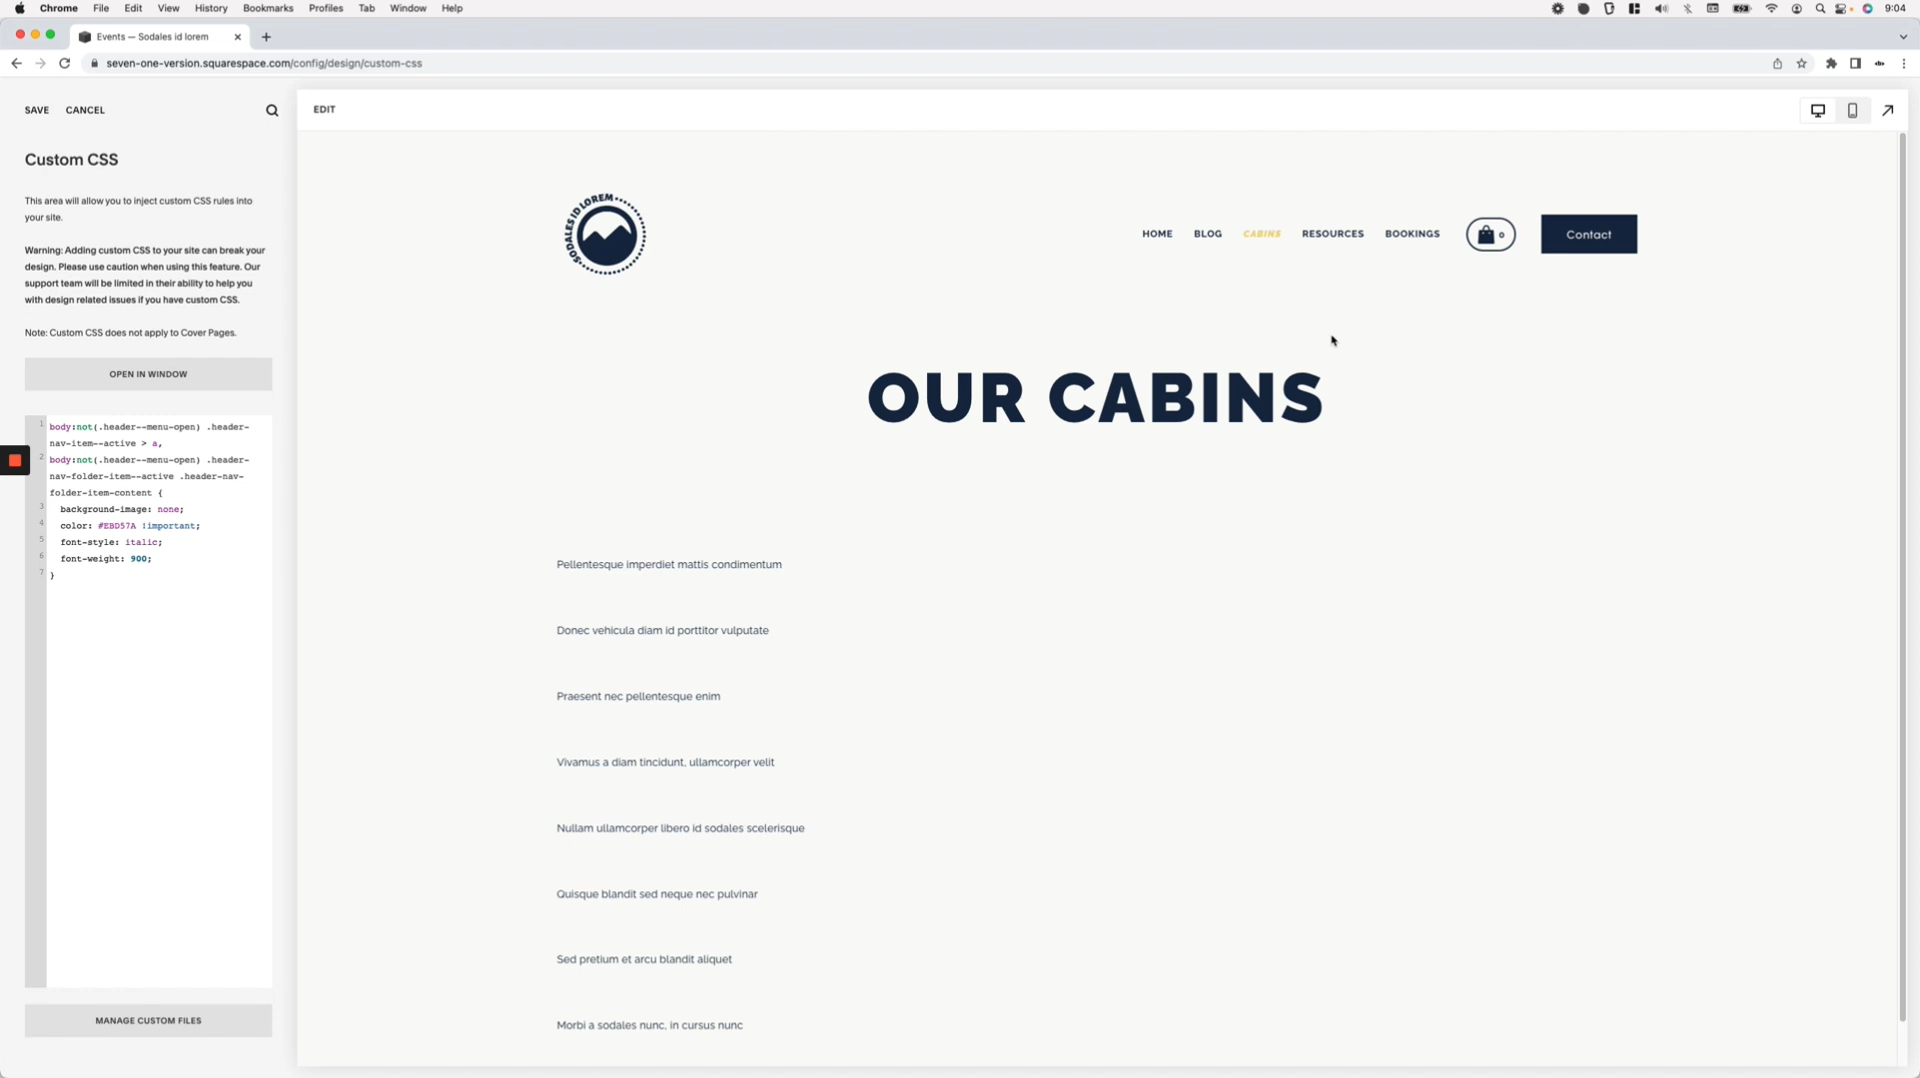 Chrome File Edit View History Bookmarks Profiles Tab Window Help 9:04
Events — Sodales id lorem
seven-one-version.squarespace.com/config/design/custom-css
SAVE CANCEL
EDIT
Custom CSS
This area will allow you to inject custom CSS rules into
your site.
Warning: Adding custom CSS to your site can break your
design. Please use caution when using this feature. Our
support team will be limited in their ability to help you
with design related issues if you have custom CSS.
Note: Custom CSS does not apply to Cover Pages.
OPEN IN WINDOW
1 body:not(.header--menu-open) .header-
nav-item--active > a,
2 body:not(.header--menu-open) .header-
nav-folder-item--active .header-nav-
folder-item-content {
3 background-image: none;
4 color: #EBD57A !important;
5 font-style: italic;
6 font-weight: 900;
7 }
MANAGE CUSTOM FILES
SODALES ID LOREM
HOME BLOG CABINS RESOURCES BOOKINGS 0 Contact
OUR CABINS
Pellentesque imperdiet mattis condimentum
Donec vehicula diam id porttitor vulputate
Praesent nec pellentesque enim
Vivamus a diam tincidunt, ullamcorper velit
Nullam ullamcorper libero id sodales scelerisque
Quisque blandit sed neque nec pulvinar
Sed pretium et arcu blandit aliquet
Morbi a sodales nunc, in cursus nunc